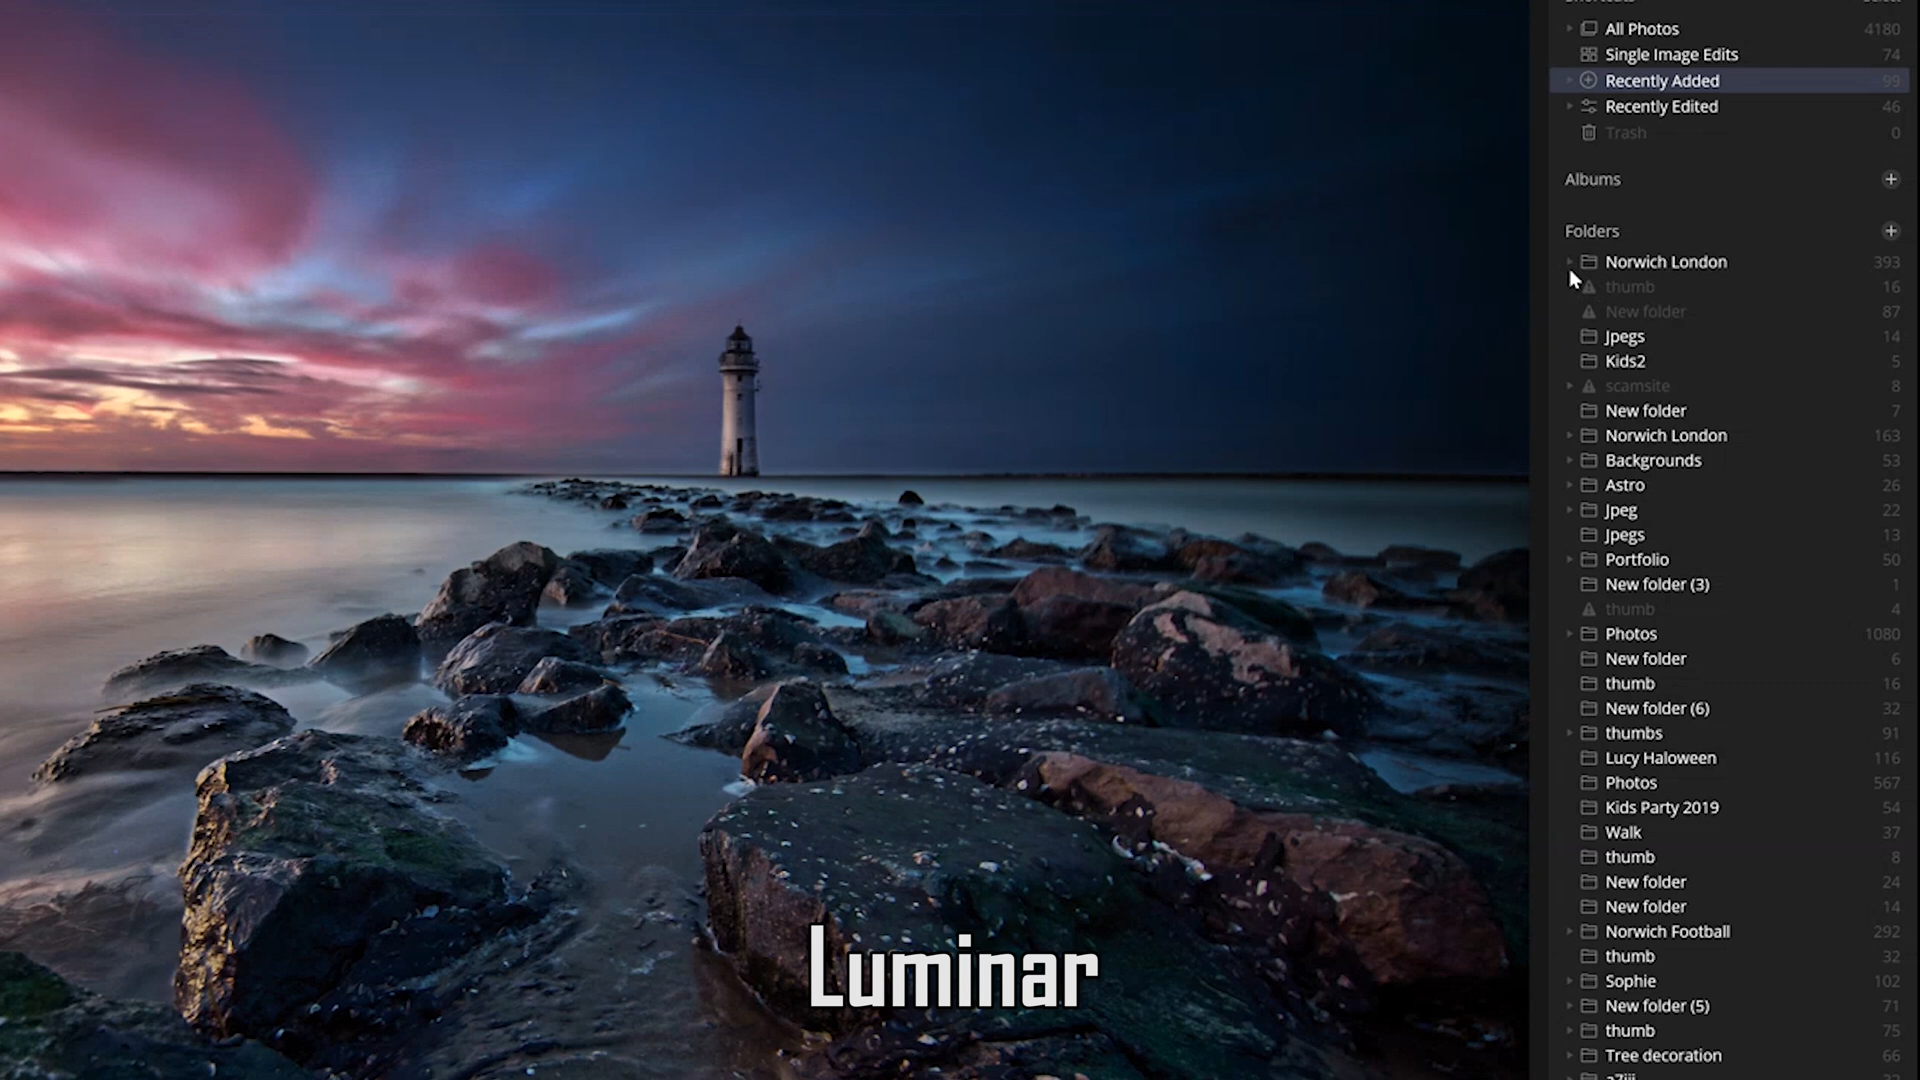 All Photos 4180
Single Image Edits 74
Recently Added 99
Recently Edited 46
Trash 0
Albums
Folders
Norwich London 393
thumb 16
New folder 87
Jpegs 14
Kids2 5
scamsite 8
New folder 7
Norwich London 163
Backgrounds 53
Astro 26
Jpeg 22
Jpegs 13
Portfolio 50
New folder (3) 1
thumb 4
Photos 1080
New folder 6
thumb 16
New folder (6) 32
thumbs 91
Lucy Haloween 116
Photos 567
Kids Party 2019 54
Walk 37
thumb 8
New folder 24
New folder 14
Norwich Football 292
thumb 32
Sophie 102
New folder (5) 71
thumb 75
Tree decoration 66
Luminar